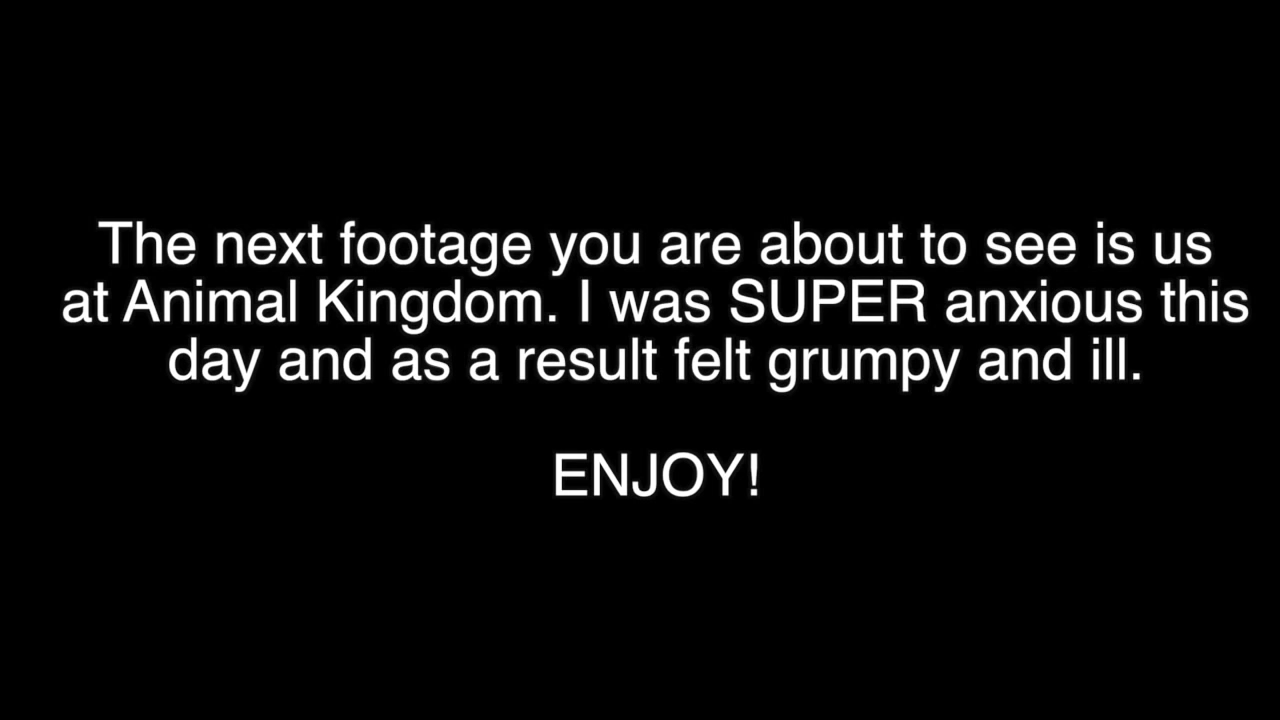 The next footage you are about to see is us
at Animal Kingdom. I was SUPER anxious this
day and as a result felt grumpy and ill.
ENJOY!